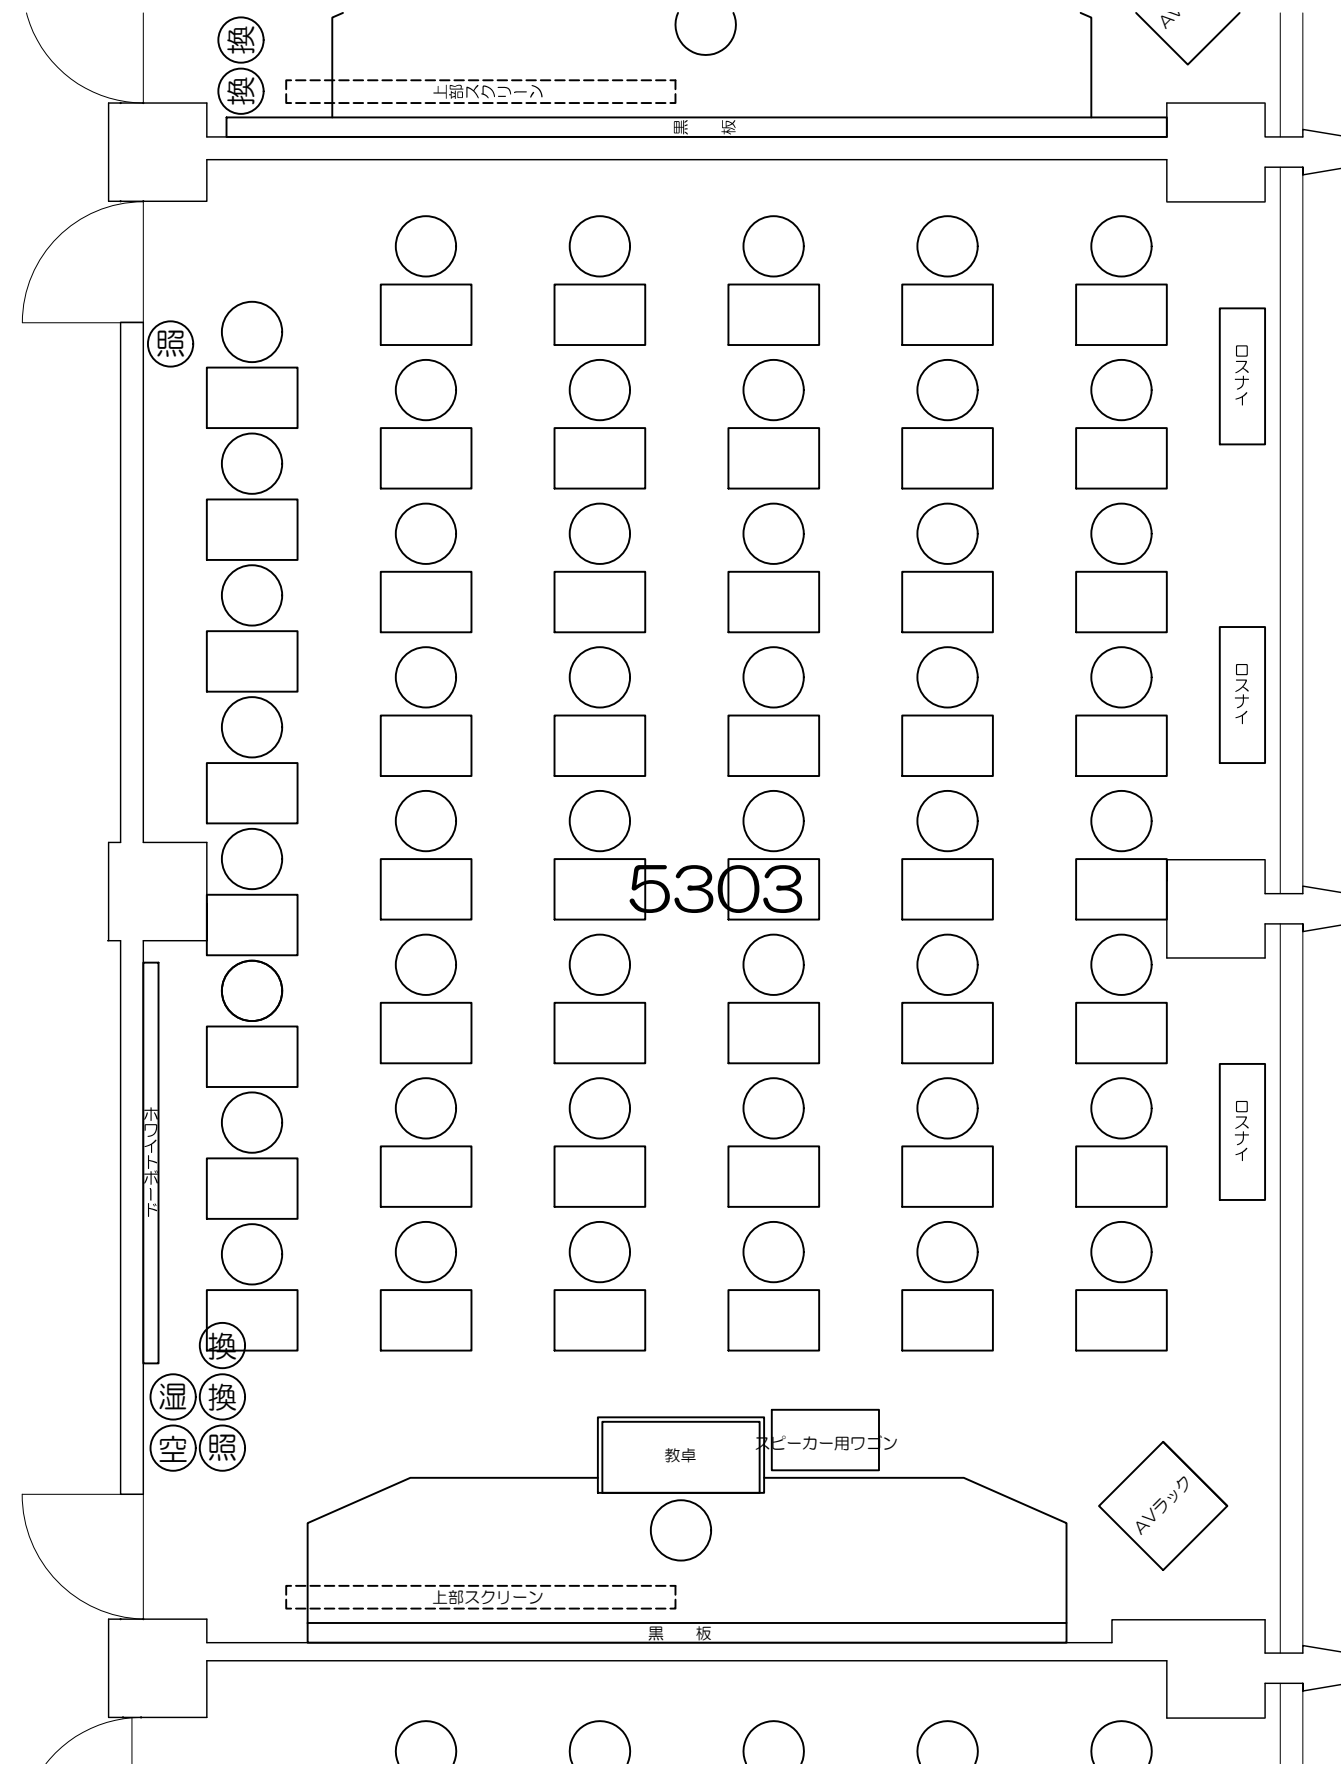 換
換
AV
上部スクリーン
黒　板
照
ロスナイ
ロスナイ
5303
ロスナイ
ホワイトボード
換
湿
換
空
照
教卓
スピーカー用ワゴン
AVラック
上部スクリーン
黒　板